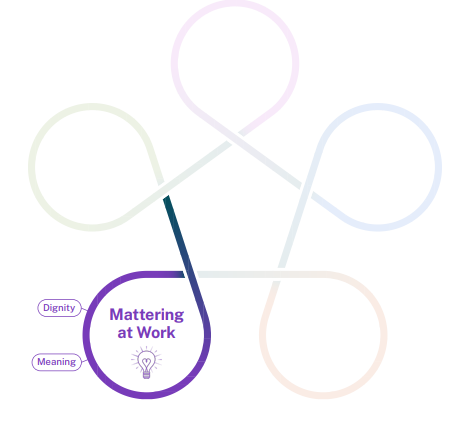 Mattering
at Work
Dignity
Meaning